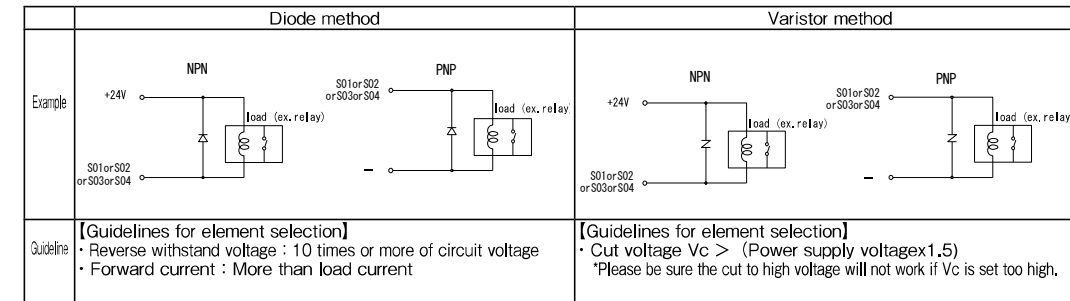 Diode method
Varistor method
Example
NPN
+24V
load (ex.relay)
S01orS02
orS03orS04
PNP
S01orS02
orS03orS04
load (ex.relay)
－
NPN
+24V
load (ex.relay)
S01orS02
orS03orS04
PNP
S01orS02
orS03orS04
load (ex.relay
－
Guideline
【Guidelines for element selection】
・Reverse withstand voltage：10 times or more of circuit voltage
・Forward current：More than load current
【Guidelines for element selection】
・Cut voltage Vc ＞（Power supply voltagex1.5）
*Please be sure the cut to high voltage will not work if Vc is set too high.